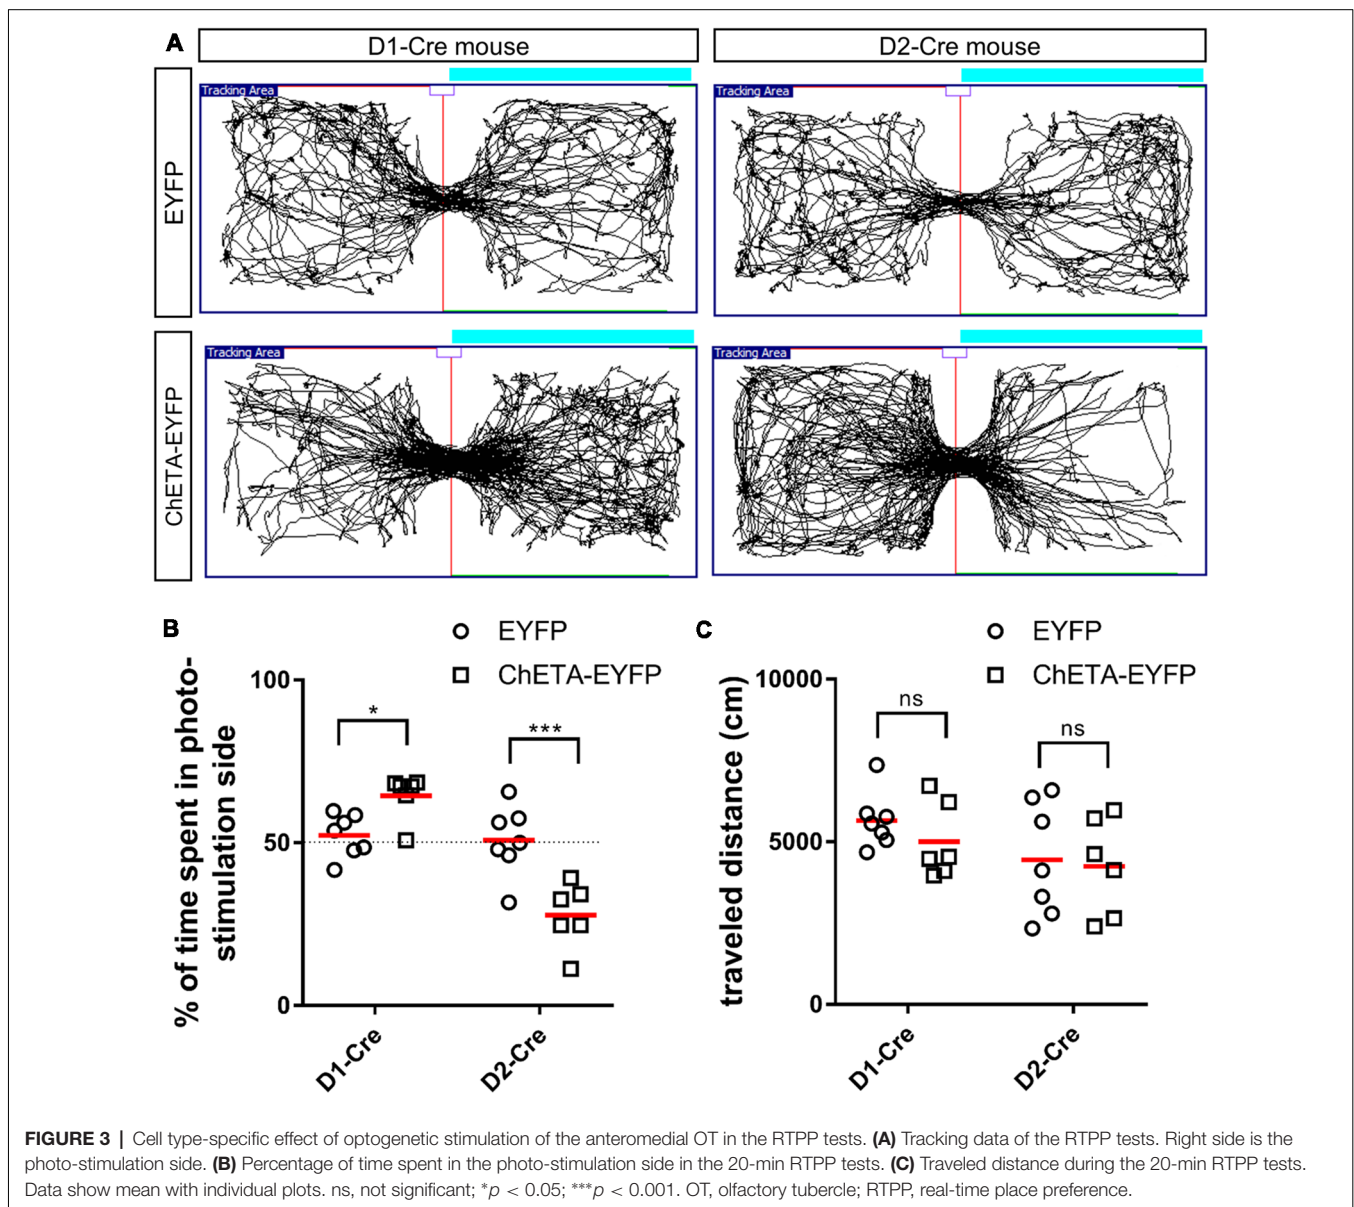 A
D1-Cre mouse
D2-Cre mouse
EYFP
Tracking Area
Tracking Area
ChETA-EYFP
Tracking Area
Tracking Area
B
EYFP
ChETA-EYFP
% of time spent in photo-
stimulation side
100
50
0
*
***
D1-Cre
D2-Cre
C
EYFP
ChETA-EYFP
traveled distance (cm)
10000
5000
0
ns
ns
D1-Cre
D2-Cre
FIGURE 3 | Cell type-specific effect of optogenetic stimulation of the anteromedial OT in the RTPP tests. (A) Tracking data of the RTPP tests. Right side is the
photo-stimulation side. (B) Percentage of time spent in the photo-stimulation side in the 20-min RTPP tests. (C) Traveled distance during the 20-min RTPP tests.
Data show mean with individual plots. ns, not significant; *p < 0.05; ***p < 0.001. OT, olfactory tubercle; RTPP, real-time place preference.